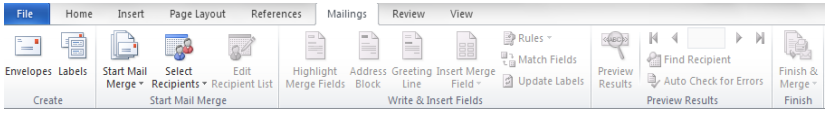 File Home Insert Page Layout References Mailings Review View
Envelopes Labels
Create
Start Mail Merge Select Recipients Edit Recipient List
Start Mail Merge
Highlight Merge Fields Address Block Greeting Line Insert Merge Field
Rules
Match Fields
Update Labels
Write & Insert Fields
Preview Results
Find Recipient
Auto Check for Errors
Preview Results
Finish & Merge
Finish